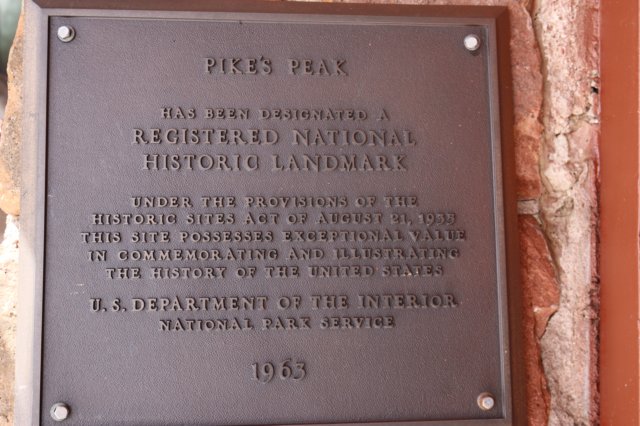 PIKE'S PEAK
HAS BEEN DESIGNATED A
REGISTERED NATIONAL
HISTORIC LANDMARK
UNDER THE PROVISIONS OF THE
HISTORIC SITES ACT OF AUGUST 21, 1935
THIS SITE POSSESSES EXCEPTIONAL VALUE
IN COMMEMORATING AND ILLUSTRATING
THE HISTORY OF THE UNITED STATES
U. S. DEPARTMENT OF THE INTERIOR
NATIONAL PARK SERVICE
1963